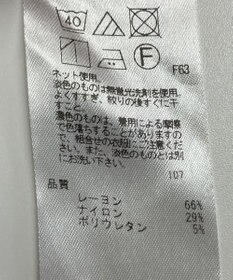 40
F
F63
ネット使用。
淡色のものは無蛍光洗剤を使用。
よくすすぎ、絞りの後すぐに干
すこと。
濃色のものは、着用による摩擦
で色落ちすることがありますの
で、組合せの衣服にご注意くだ
さい。また、淡色のものとは別
にお洗い下さい。
107
品質
レーヨン 66%
ナイロン 29%
ポリウレタン 5%